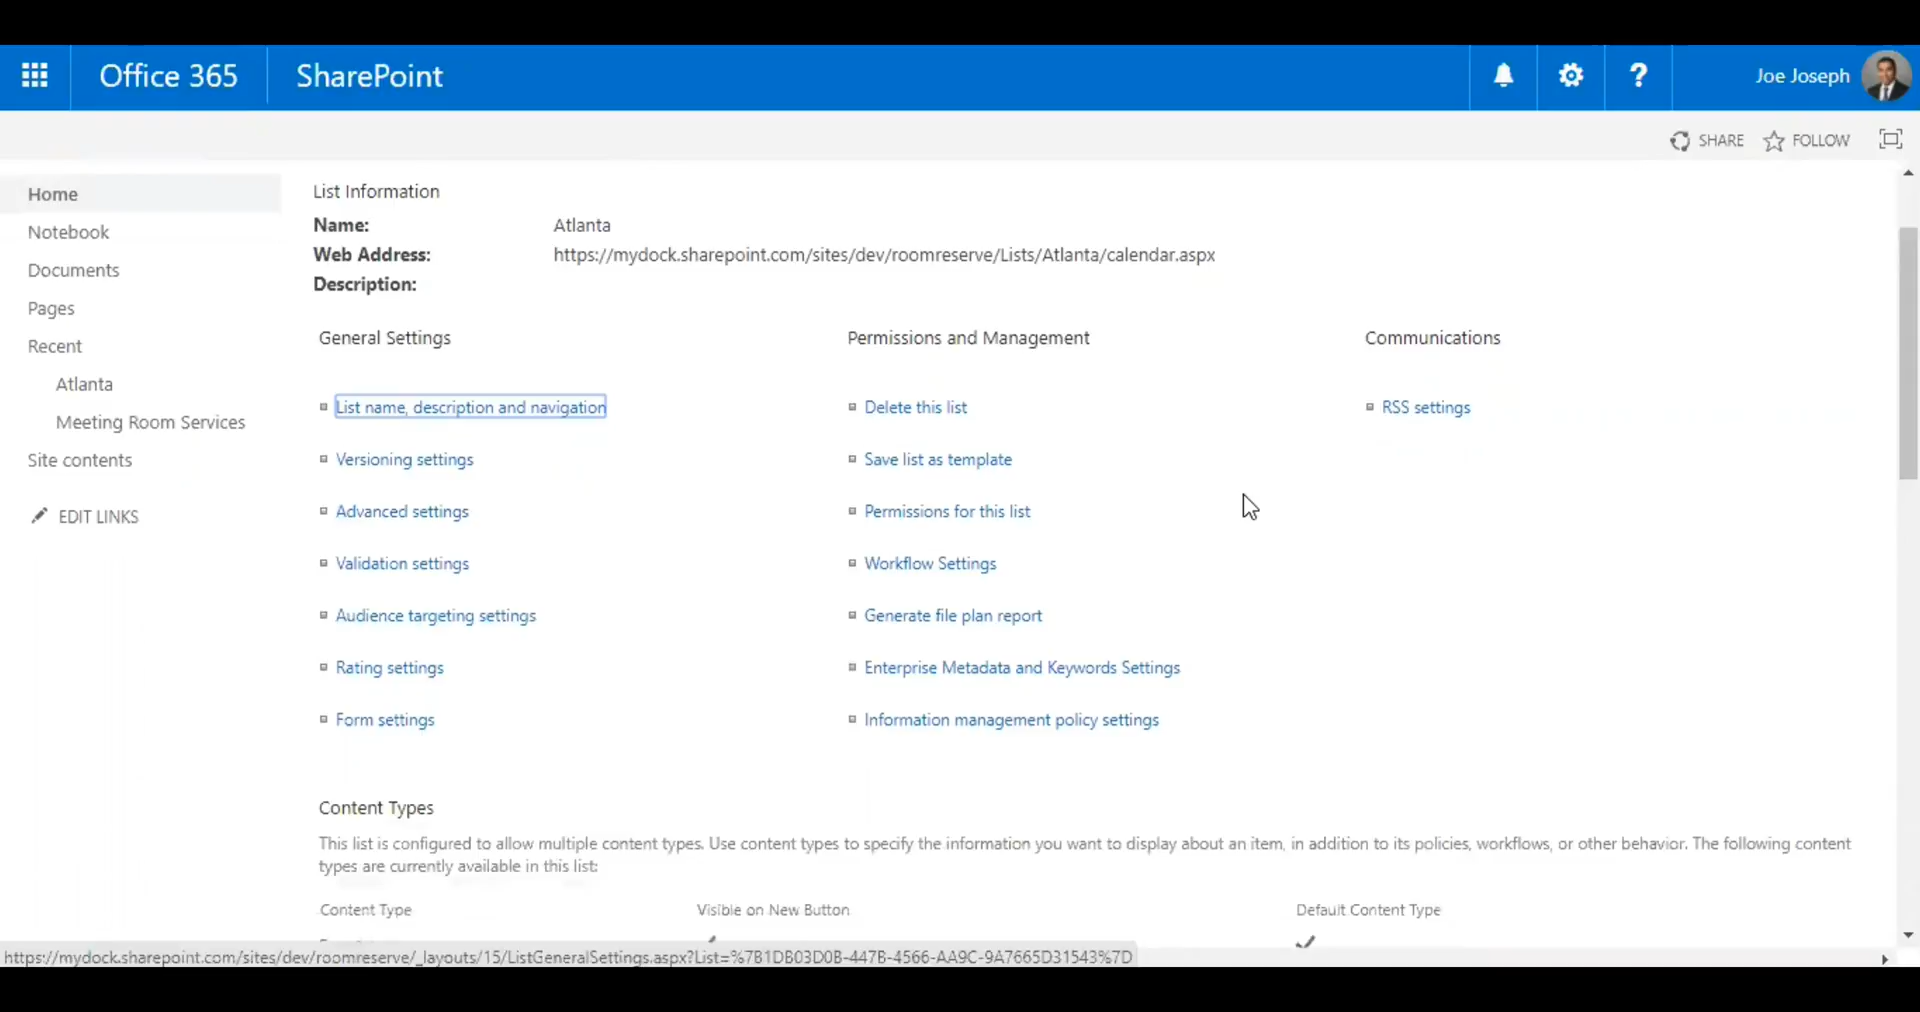 Office 365
SharePoint
?
Joe Joseph
SHARE
FOLLOW
Home
Notebook
Documents
Pages
Recent
Atlanta
Meeting Room Services
Site contents
EDIT LINKS
List Information
Name: Atlanta
Web Address: https://mydock.sharepoint.com/sites/dev/roomreserve/Lists/Atlanta/calendar.aspx
Description:
General Settings
List name, description and navigation
Versioning settings
Advanced settings
Validation settings
Audience targeting settings
Rating settings
Form settings
Permissions and Management
Delete this list
Save list as template
Permissions for this list
Workflow Settings
Generate file plan report
Enterprise Metadata and Keywords Settings
Information management policy settings
Communications
RSS settings
Content Types
This list is configured to allow multiple content types. Use content types to specify the information you want to display about an item, in addition to its policies, workflows, or other behavior. The following content
types are currently available in this list:
Content Type Visible on New Button Default Content Type
https://mydock.sharepoint.com/sites/dev/roomreserve/_layouts/15/ListGeneralSettings.aspx?List=%7B1DB03D0B-447B-4566-AA9C-9A7665D31543%7D